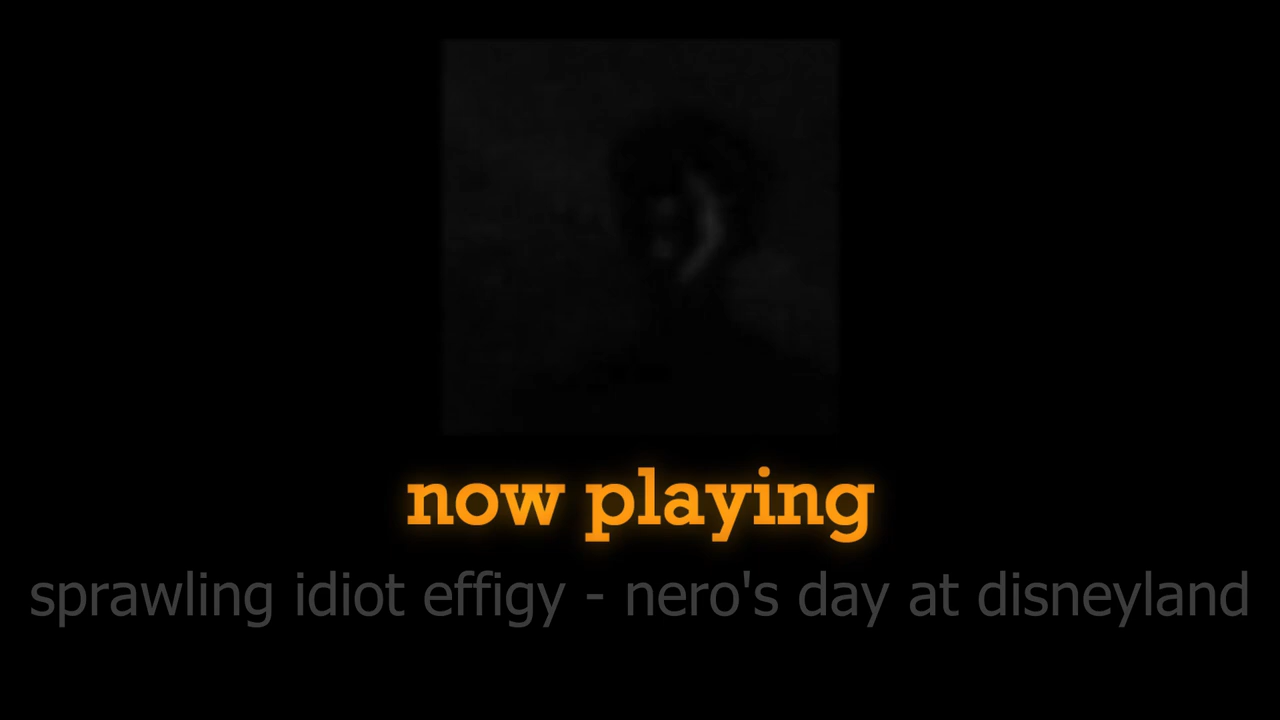 now playing
sprawling idiot effigy - nero's day at disneyland